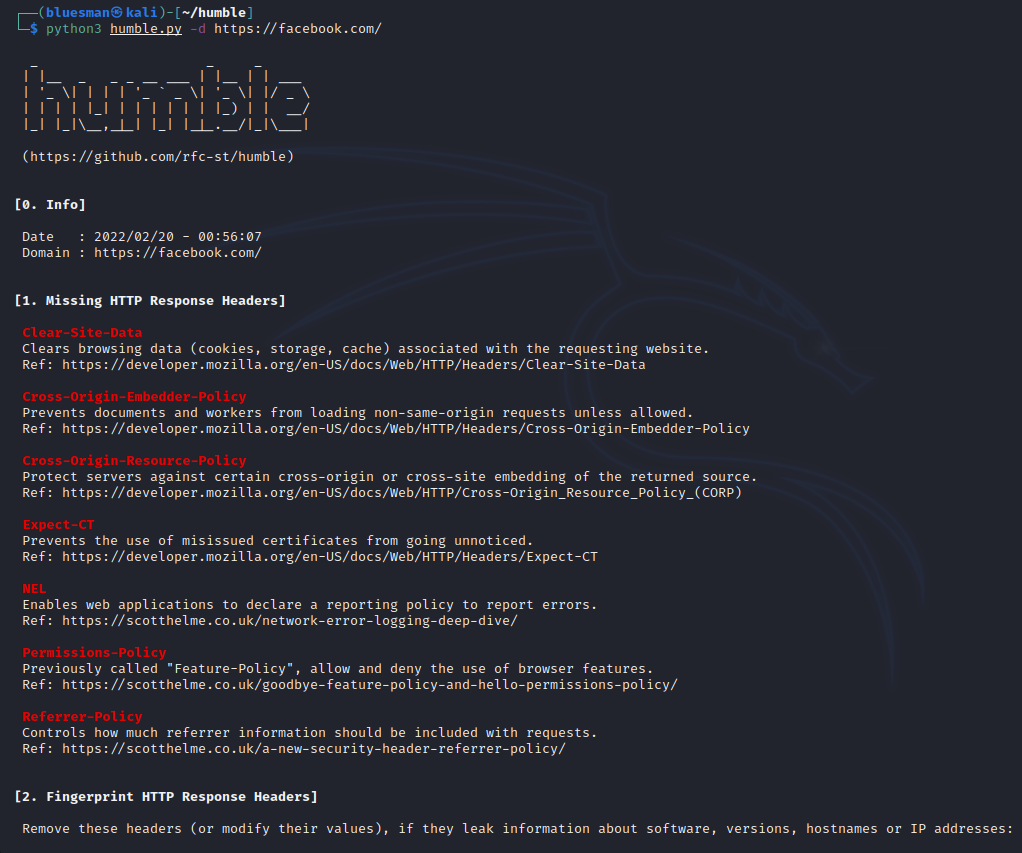 ┌──(bluesman㉿kali)-[~/humble]
└─$ python3 humble.py -d https://facebook.com/
humble
(https://github.com/rfc-st/humble)
[0. Info]
Date   : 2022/02/20 - 00:56:07
Domain : https://facebook.com/
[1. Missing HTTP Response Headers]
Clear-Site-Data
Clears browsing data (cookies, storage, cache) associated with the requesting website.
Ref: https://developer.mozilla.org/en-US/docs/Web/HTTP/Headers/Clear-Site-Data
Cross-Origin-Embedder-Policy
Prevents documents and workers from loading non-same-origin requests unless allowed.
Ref: https://developer.mozilla.org/en-US/docs/Web/HTTP/Headers/Cross-Origin-Embedder-Policy
Cross-Origin-Resource-Policy
Protect servers against certain cross-origin or cross-site embedding of the returned source.
Ref: https://developer.mozilla.org/en-US/docs/Web/HTTP/Cross-Origin_Resource_Policy_(CORP)
Expect-CT
Prevents the use of misissued certificates from going unnoticed.
Ref: https://developer.mozilla.org/en-US/docs/Web/HTTP/Headers/Expect-CT
NEL
Enables web applications to declare a reporting policy to report errors.
Ref: https://scotthelme.co.uk/network-error-logging-deep-dive/
Permissions-Policy
Previously called "Feature-Policy", allow and deny the use of browser features.
Ref: https://scotthelme.co.uk/goodbye-feature-policy-and-hello-permissions-policy/
Referrer-Policy
Controls how much referrer information should be included with requests.
Ref: https://scotthelme.co.uk/a-new-security-header-referrer-policy/
[2. Fingerprint HTTP Response Headers]
Remove these headers (or modify their values), if they leak information about software, versions, hostnames or IP addresses: